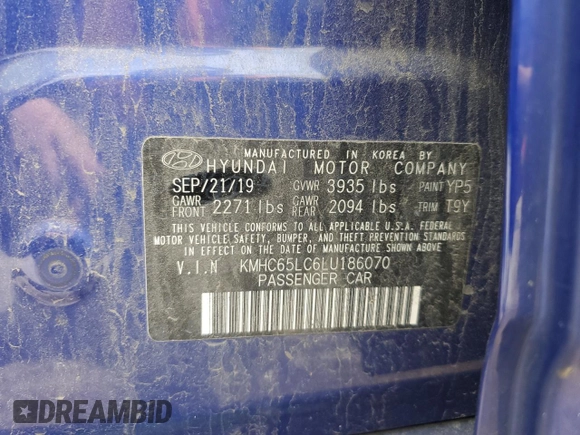 MANUFACTURED IN KOREA BY
HYUNDAI MOTOR COMPANY
SEP/21/19 GVWR 3935 lbs PAINT YP5
GAWR FRONT 2271 lbs GAWR REAR 2094 lbs TRIM T9Y
THIS VEHICLE CONFORMS TO ALL APPLICABLE U.S.A. FEDERAL
MOTOR VEHICLE SAFETY, BUMPER, AND THEFT PREVENTION STANDARDS
IN EFFECT ON THE DATE OF MANUFACTURE SHOWN ABOVE.
V.I.N KMHC65LC6LU186070
PASSENGER CAR
DREAMBID